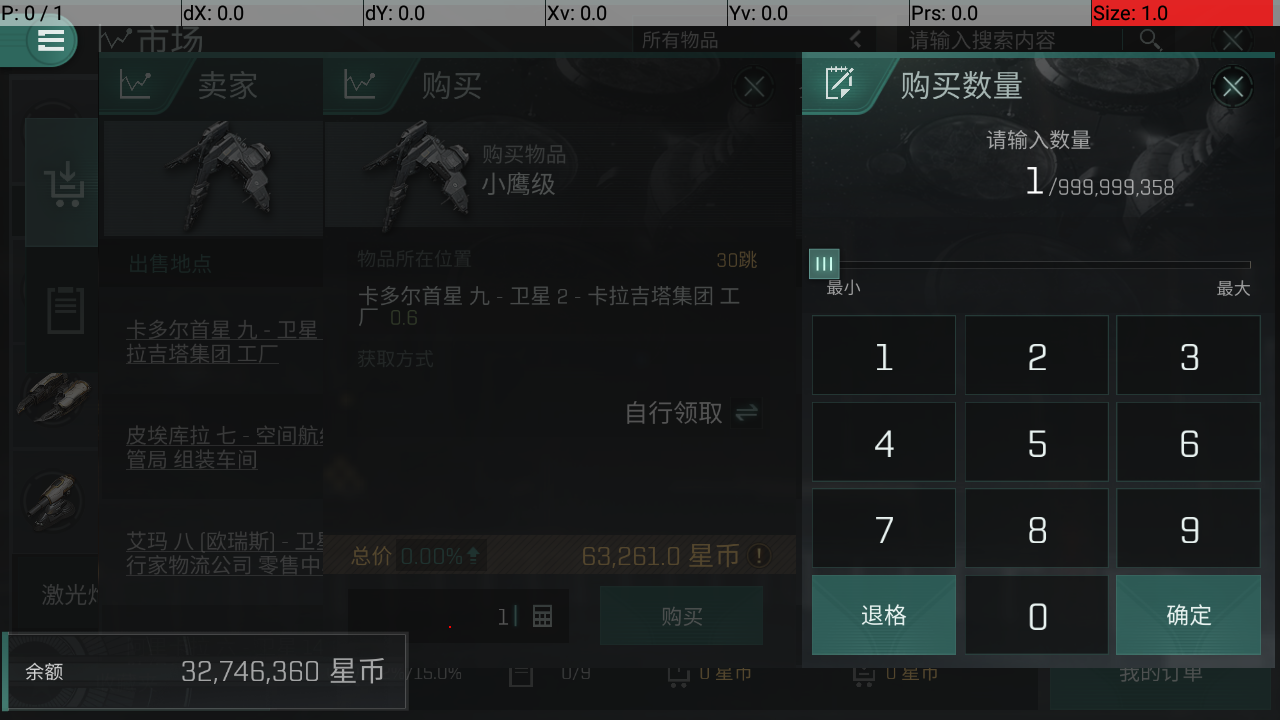 P: 0 / 1
dX: 0.0
dY: 0.0
Xv: 0.0
Yv: 0.0
Prs: 0.0
Size: 1.0
市场
所有物品
请输入搜索内容
卖家
购买
购买数量
购买物品
小鹰级
请输入数量
1/999,999,358
出售地点
物品所在位置
30跳
最小
最大
卡多尔首星 九 - 卫星 2 - 卡拉吉塔集团 工
厂 0.6
卡多尔首星 九 - 卫星
拉吉塔集团 工厂
获取方式
自行领取
皮埃库拉 七 - 空间航
管局 组装车间
艾玛 八 [欧瑞斯] - 卫
行家物流公司 零售中
总价 0.00%
63,261.0 星币
1
购买
激光
1
2
3
4
5
6
7
8
9
退格
0
确定
余额
32,746,360 星币
/15.0%
0/9
0 星币
0 星币
我的订单